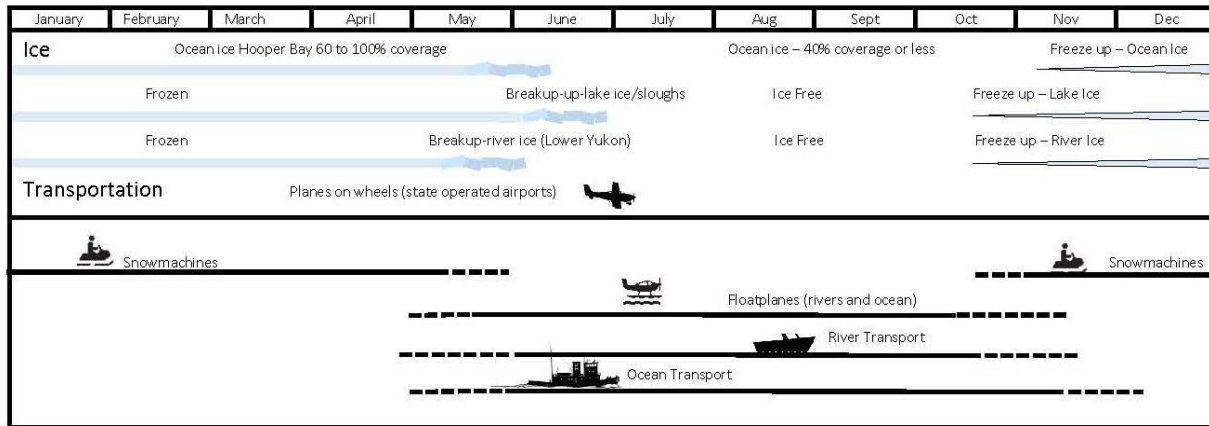 January February March April May June July Aug Sept Oct Nov Dec
Ice Ocean ice Hooper Bay 60 to 100% coverage Ocean ice – 40% coverage or less Freeze up – Ocean Ice
Frozen Breakup-up-lake ice/sloughs Ice Free Freeze up – Lake Ice
Frozen Breakup-river ice (Lower Yukon) Ice Free Freeze up – River Ice
Transportation Planes on wheels (state operated airports)
Snowmachines Snowmachines
Floatplanes (rivers and ocean)
River Transport
Ocean Transport